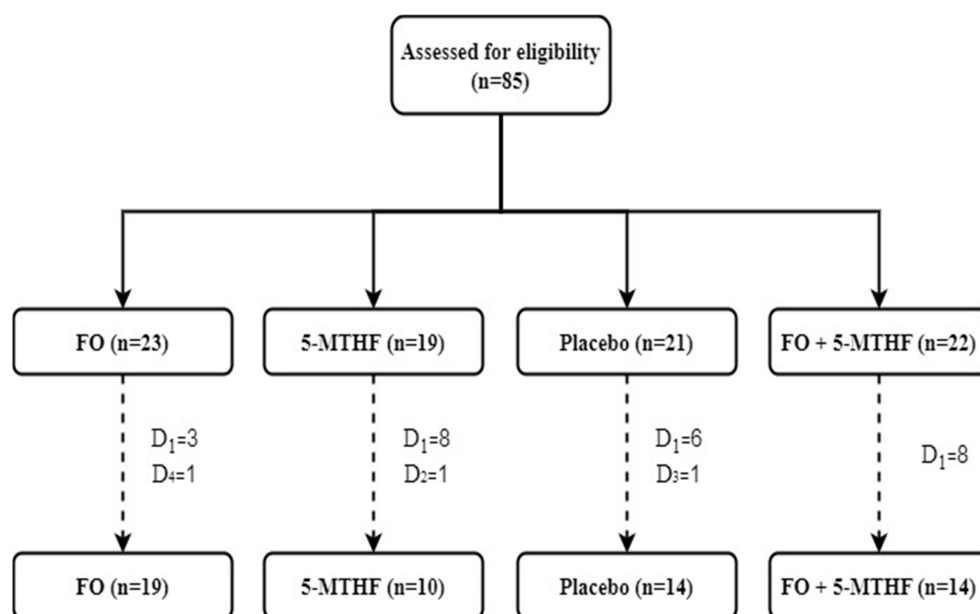 Assessed for eligibility
(n=85)
FO (n=23)
5-MTHF (n=19)
Placebo (n=21)
FO + 5-MTHF (n=22)
D₁=3
D₄=1
D₁=8
D₂=1
D₁=6
D₃=1
D₁=8
FO (n=19)
5-MTHF (n=10)
Placebo (n=14)
FO + 5-MTHF (n=14)